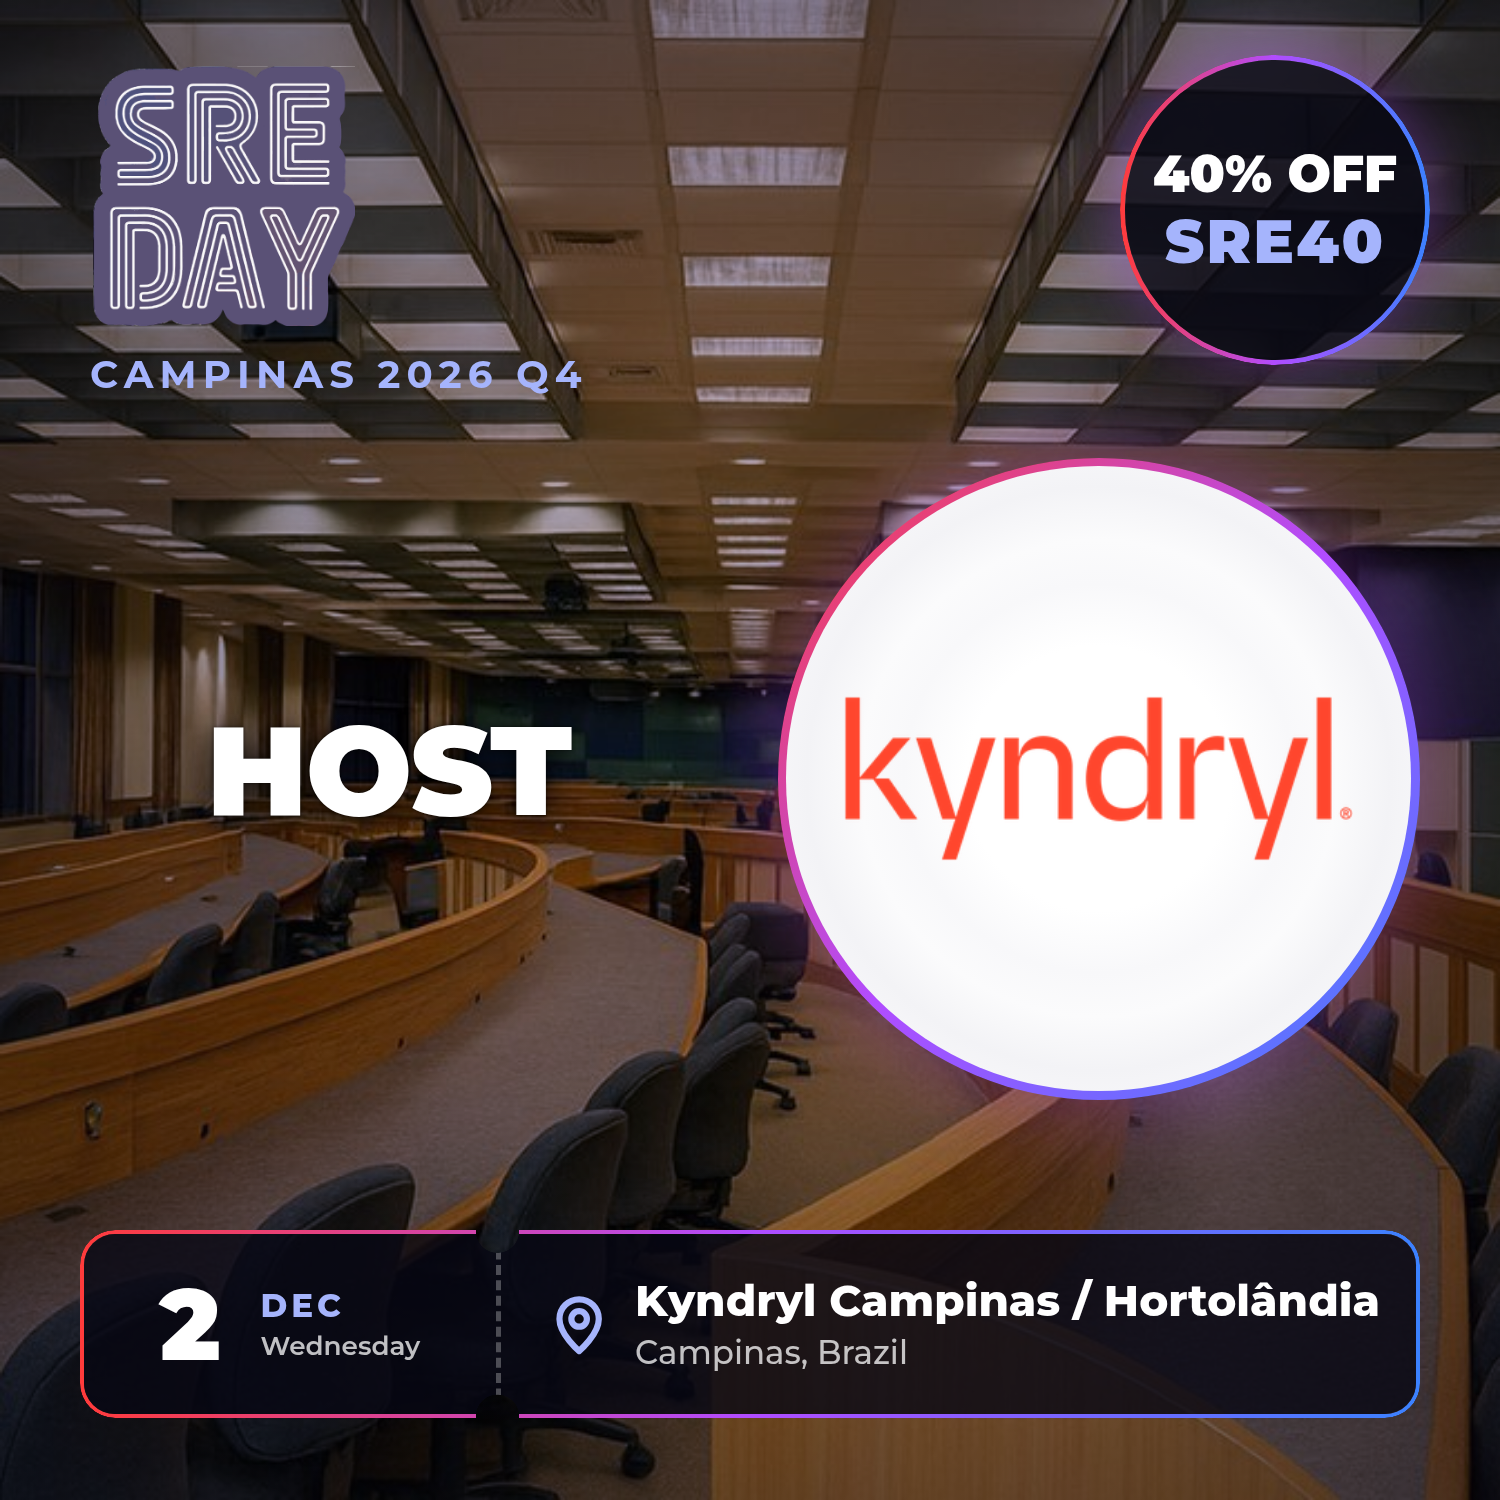 SRE
DAY
CAMPINAS 2026 Q4
40% OFF
SRE40
HOST
kyndryl®
2
DEC
Wednesday
Kyndryl Campinas / Hortolândia
Campinas, Brazil